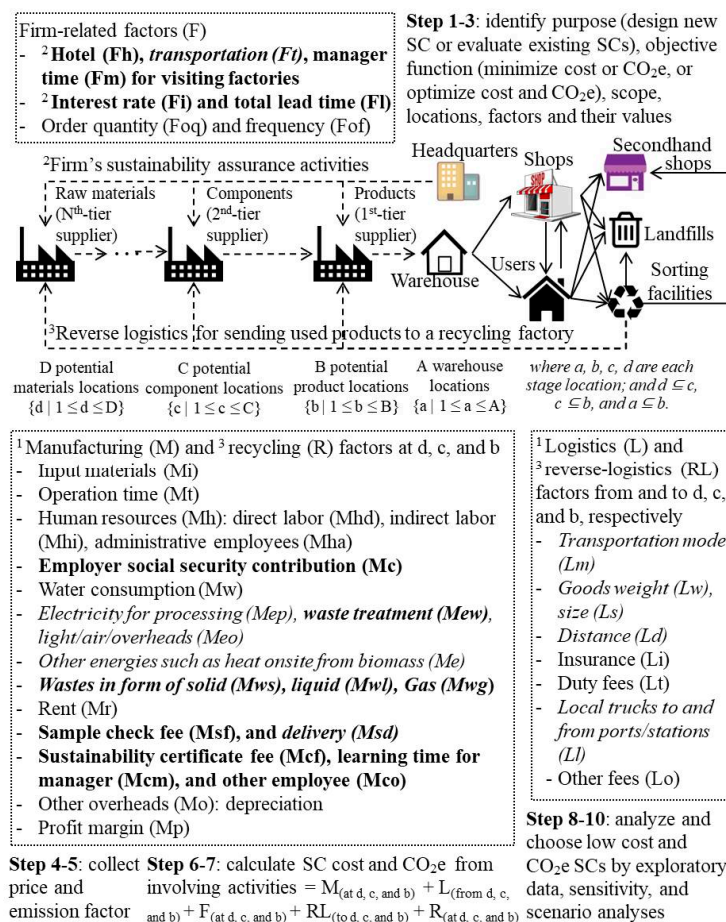 Firm-related factors (F)
- ²Hotel (Fh), transportation (Ft), manager
time (Fm) for visiting factories
- ²Interest rate (Fi) and total lead time (Fl)
- Order quantity (Foq) and frequency (Fof)
Step 1-3: identify purpose (design new
SC or evaluate existing SCs), objective
function (minimize cost or CO₂e, or
optimize cost and CO₂e), scope,
locations, factors and their values
²Firm's sustainability assurance activities
Headquarters
Shops
Secondhand
shops
Raw materials
(Nᵗʰ-tier
supplier)
Components
(2ⁿᵈ-tier
supplier)
Products
(1ˢᵗ-tier
supplier)
SHOP
Landfills
Warehouse
Users
Sorting
facilities
³Reverse logistics for sending used products to a recycling factory
D potential
materials locations
{d | 1≤d≤D}
C potential
component locations
{c | 1≤c≤C}
B potential
product locations
{b | 1≤b≤B}
A warehouse
locations
{a | 1≤a≤A}
where a, b, c, d are each
stage location; and d ⊆ c,
c ⊆ b, and a ⊆ b.
¹Manufacturing (M) and ³recycling (R) factors at d, c, and b
- Input materials (Mi)
- Operation time (Mt)
- Human resources (Mh): direct labor (Mhd), indirect labor
(Mhi), administrative employees (Mha)
- Employer social security contribution (Mc)
- Water consumption (Mw)
- Electricity for processing (Mep), waste treatment (Mew),
light/air/overheads (Meo)
- Other energies such as heat onsite from biomass (Me)
- Wastes in form of solid (Mws), liquid (Mwl), Gas (Mwg)
- Rent (Mr)
- Sample check fee (Msf), and delivery (Msd)
- Sustainability certificate fee (Mcf), learning time for
manager (Mcm), and other employee (Mco)
- Other overheads (Mo): depreciation
- Profit margin (Mp)
¹Logistics (L) and
³reverse-logistics (RL)
factors from and to d, c,
and b, respectively
- Transportation mode
(Lm)
- Goods weight (Lw),
size (Ls)
- Distance (Ld)
- Insurance (Li)
- Duty fees (Lt)
- Local trucks to and
from ports/stations
(Ll)
- Other fees (Lo)
Step 4-5: collect
price and
emission factor
Step 6-7: calculate SC cost and CO₂e from
involving activities = M(at d, c, and b) + L(from d, c,
and b) + F(at d, c, and b) + RL(to d, c, and b) + R(at d, c, and b)
Step 8-10: analyze and
choose low cost and
CO₂e SCs by exploratory
data, sensitivity, and
scenario analyses